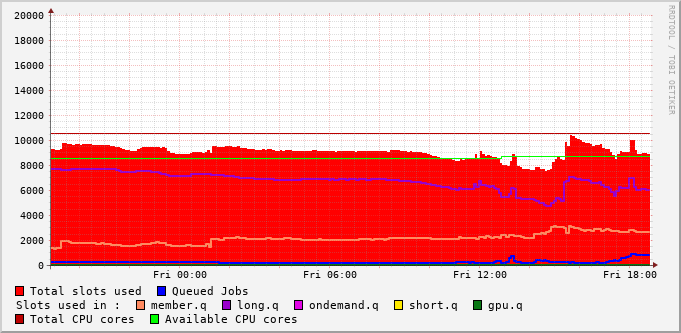 RRDTOOL / TOBI OETIKER
20000
18000
16000
14000
12000
10000
8000
6000
4000
2000
0
Fri 00:00 Fri 06:00 Fri 12:00 Fri 18:00
Total slots used Queued Jobs
Slots used in : member.q long.q ondemand.q short.q gpu.q
Total CPU cores Available CPU cores